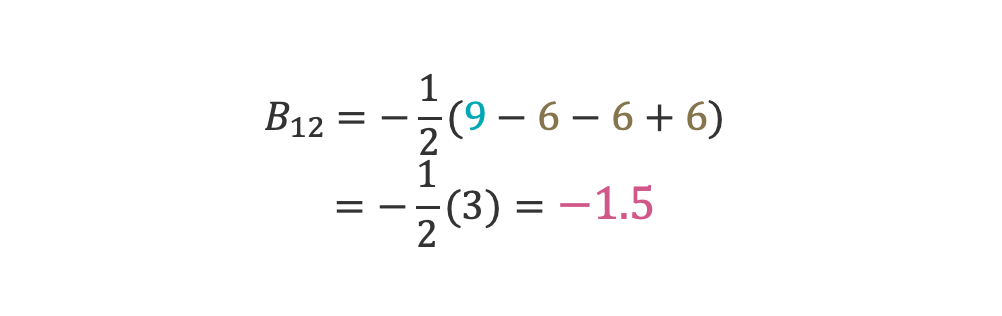 B₁₂ = −1/2(9 − 6 − 6 + 6)
= −1/2(3) = −1.5